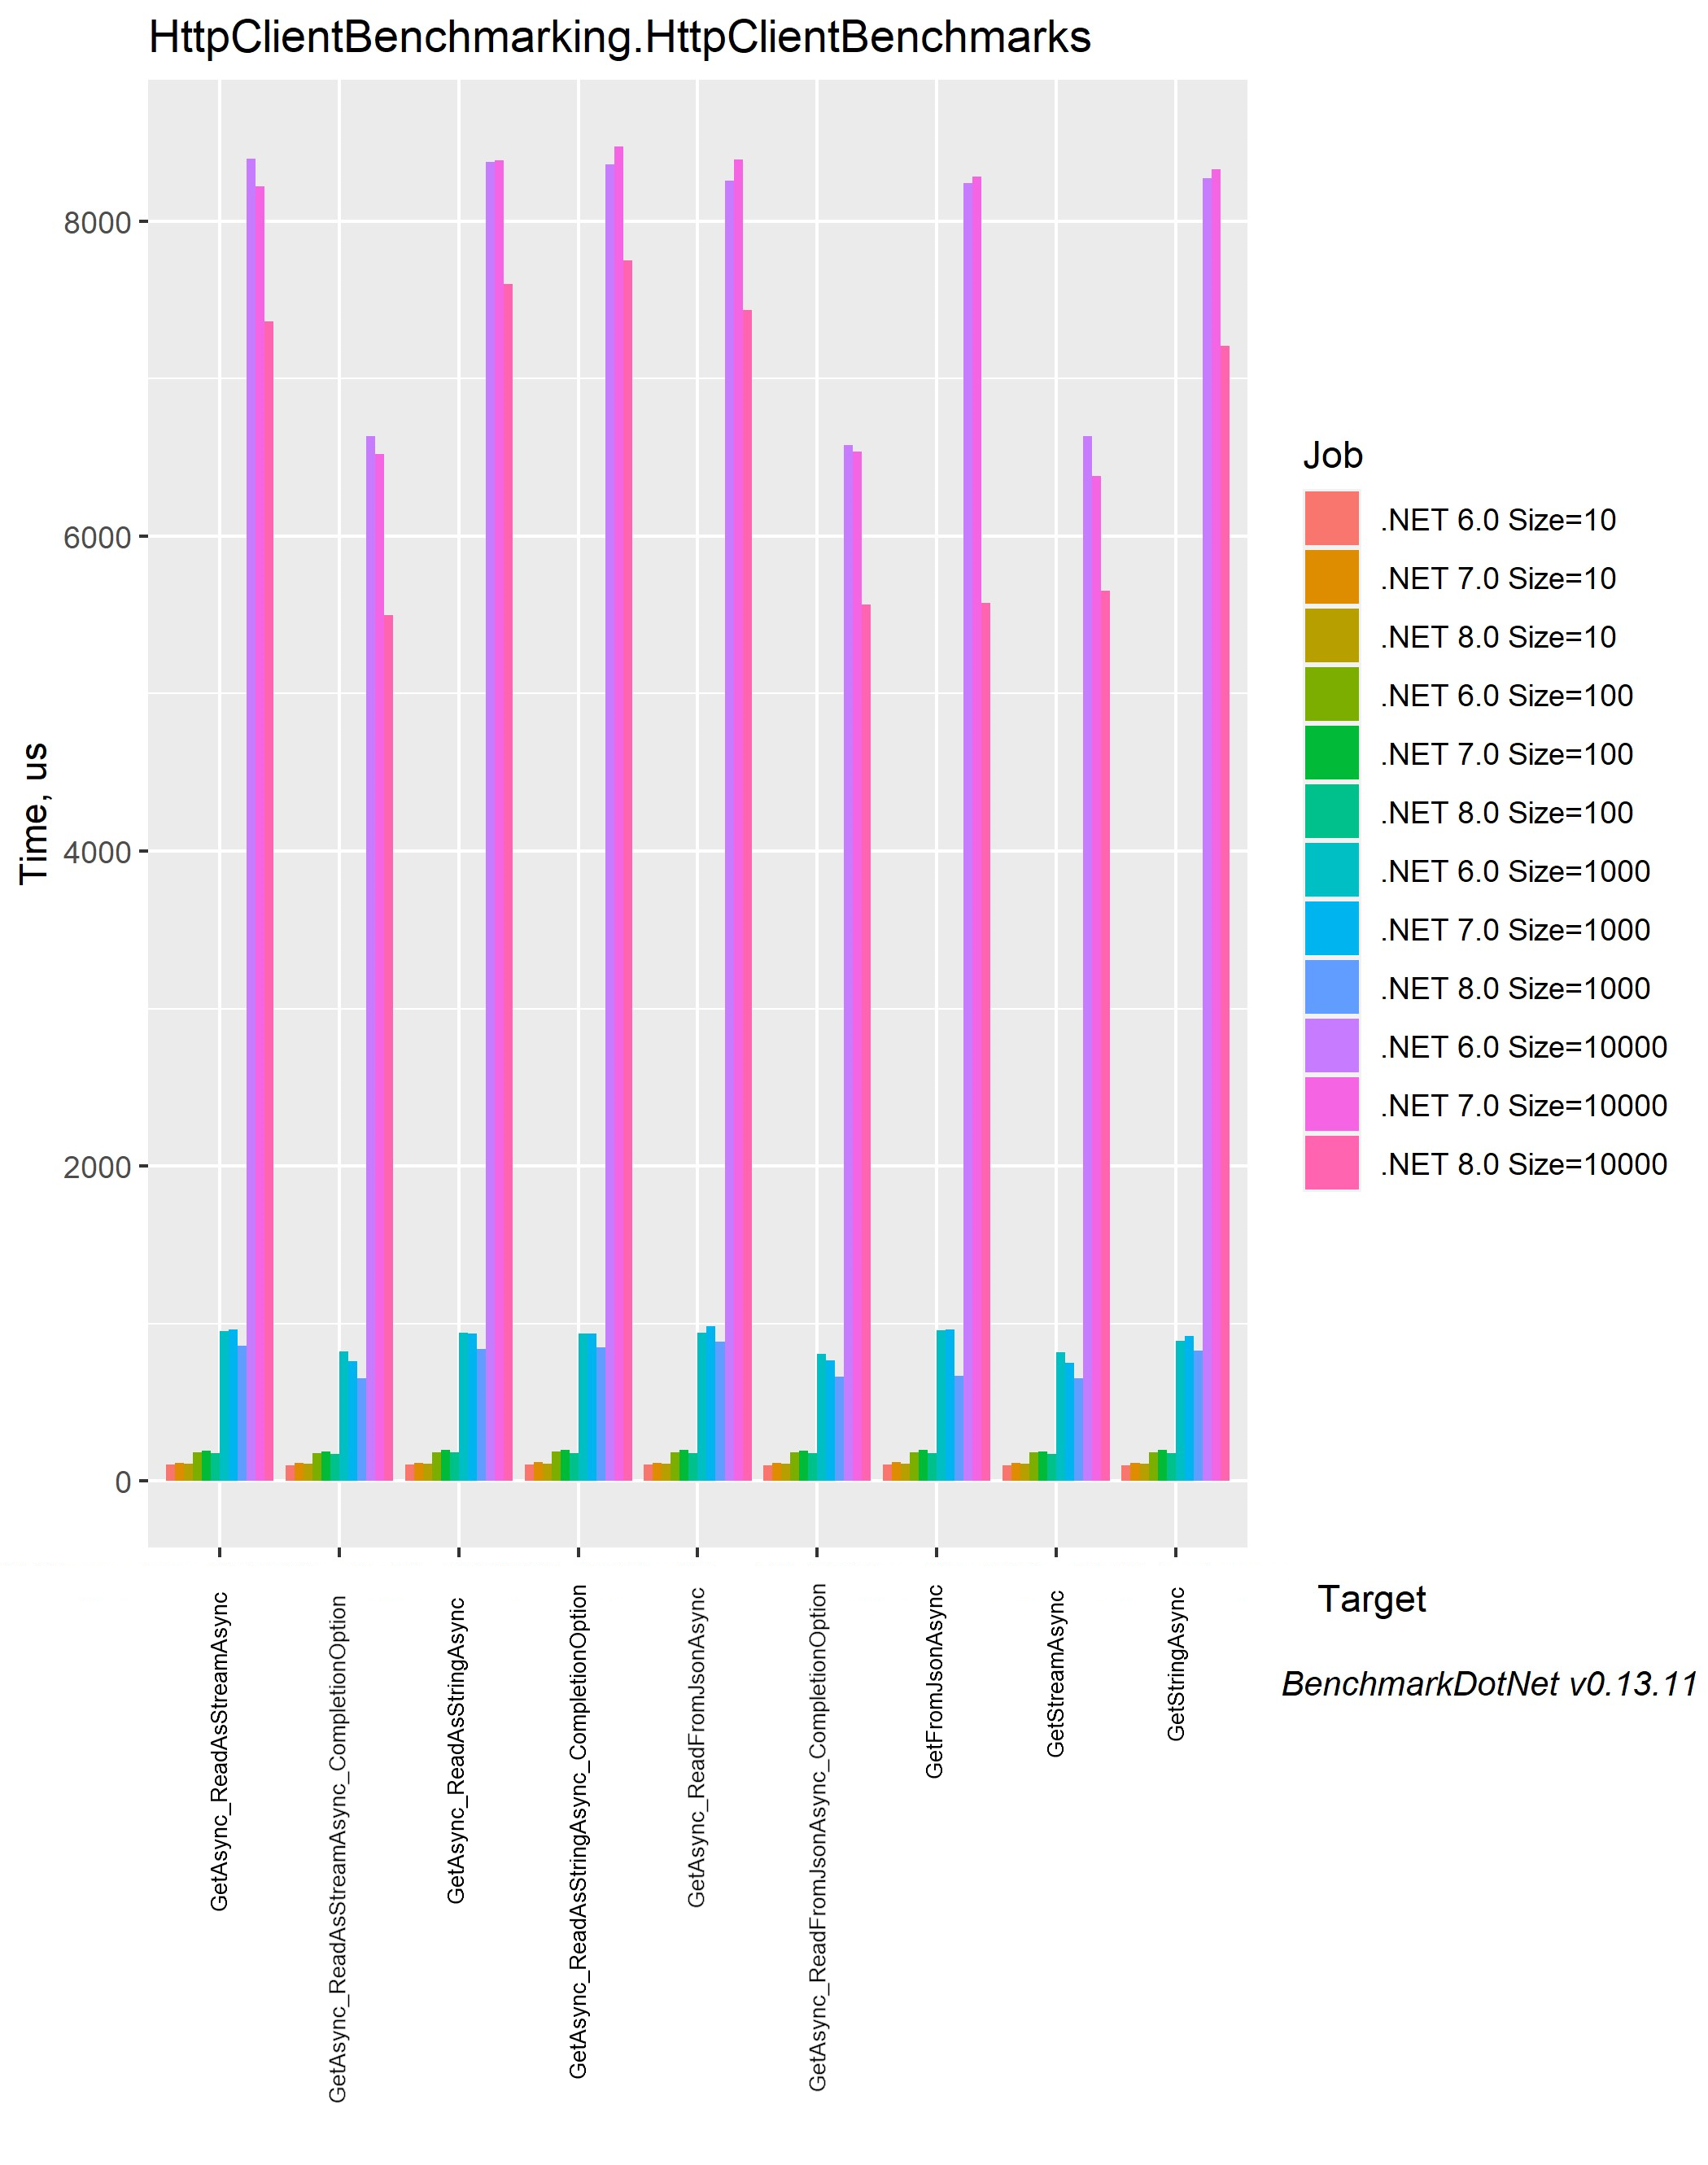 HttpClientBenchmarking.HttpClientBenchmarks
8000
6000
4000
2000
0
Time, us
Job
.NET 6.0 Size=10
.NET 7.0 Size=10
.NET 8.0 Size=10
.NET 6.0 Size=100
.NET 7.0 Size=100
.NET 8.0 Size=100
.NET 6.0 Size=1000
.NET 7.0 Size=1000
.NET 8.0 Size=1000
.NET 6.0 Size=10000
.NET 7.0 Size=10000
.NET 8.0 Size=10000
GetAsync_ReadAsStreamAsync
GetAsync_ReadAsStreamAsync_CompletionOption
GetAsync_ReadAsStringAsync
GetAsync_ReadAsStringAsync_CompletionOption
GetAsync_ReadFromJsonAsync
GetAsync_ReadFromJsonAsync_CompletionOption
GetFromJsonAsync
GetStreamAsync
GetStringAsync
Target
BenchmarkDotNet v0.13.11